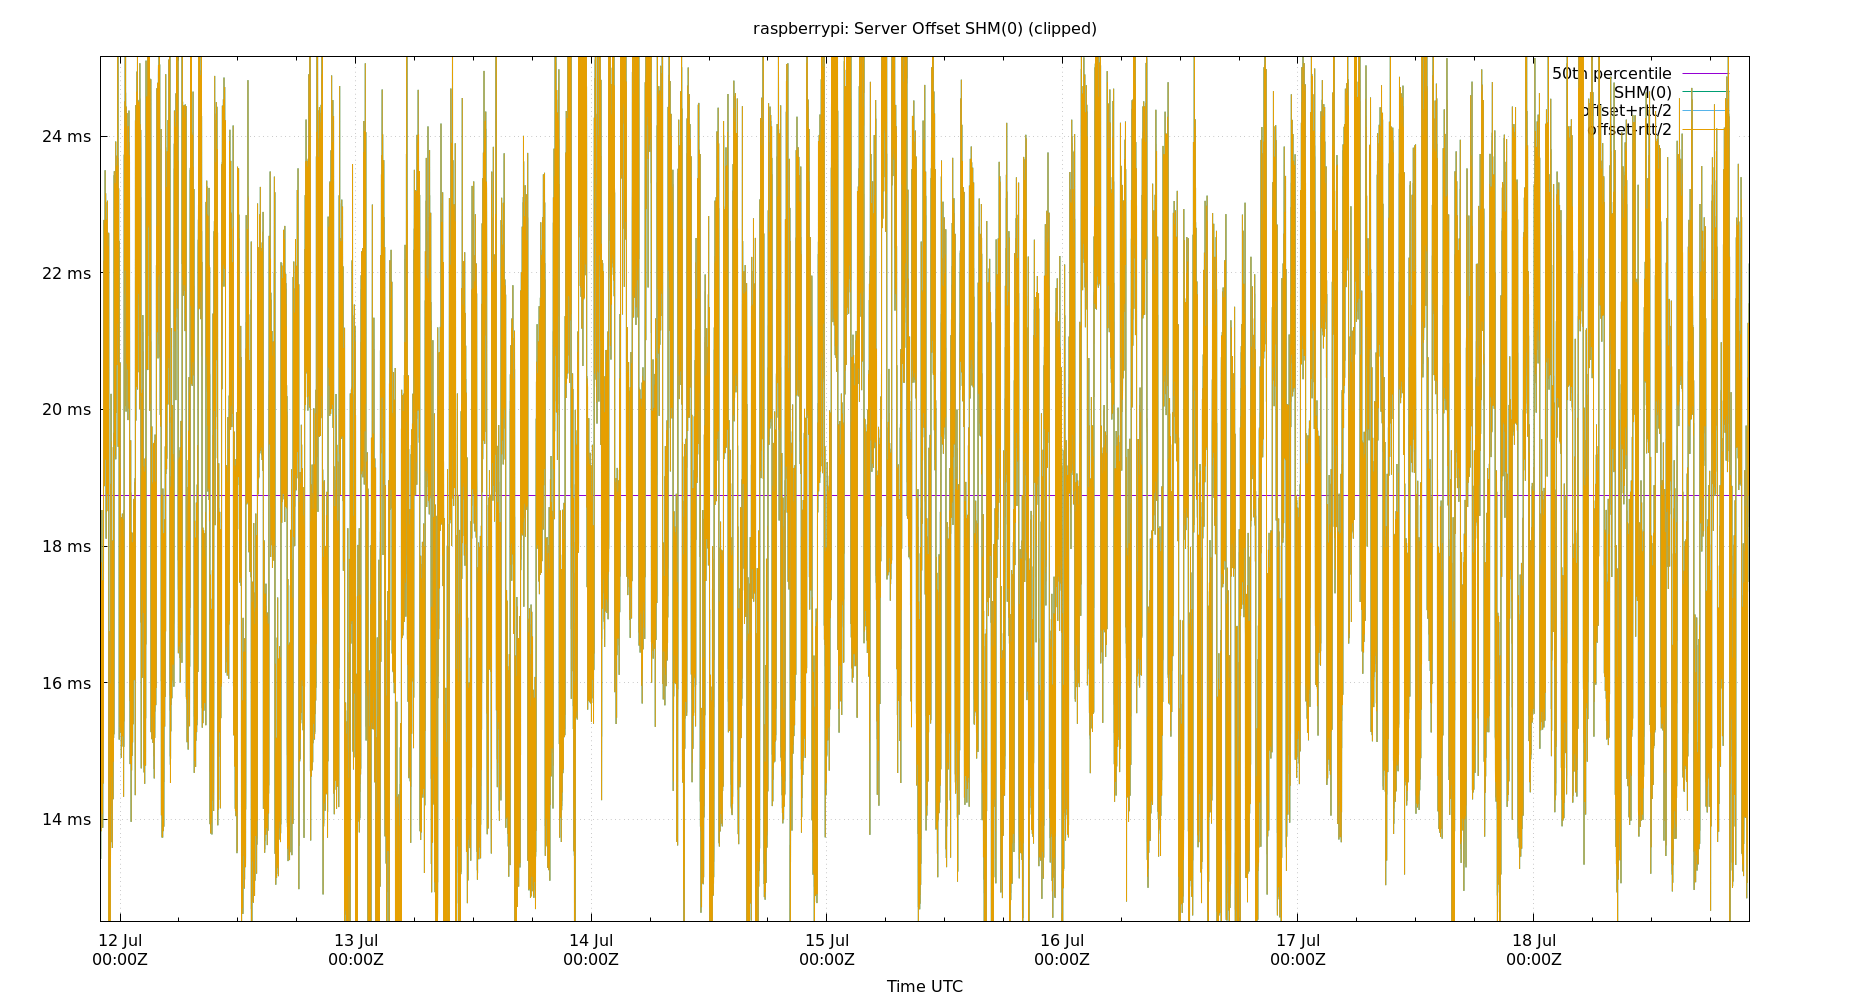 raspberrypi: Server Offset SHM(0) (clipped)
50th percentile
SHM(0)
offset+rtt/2
offset-rtt/2
24 ms
22 ms
20 ms
18 ms
16 ms
14 ms
12 Jul 13 Jul 14 Jul 15 Jul 16 Jul 17 Jul 18 Jul
00:00Z 00:00Z 00:00Z 00:00Z 00:00Z 00:00Z 00:00Z
Time UTC